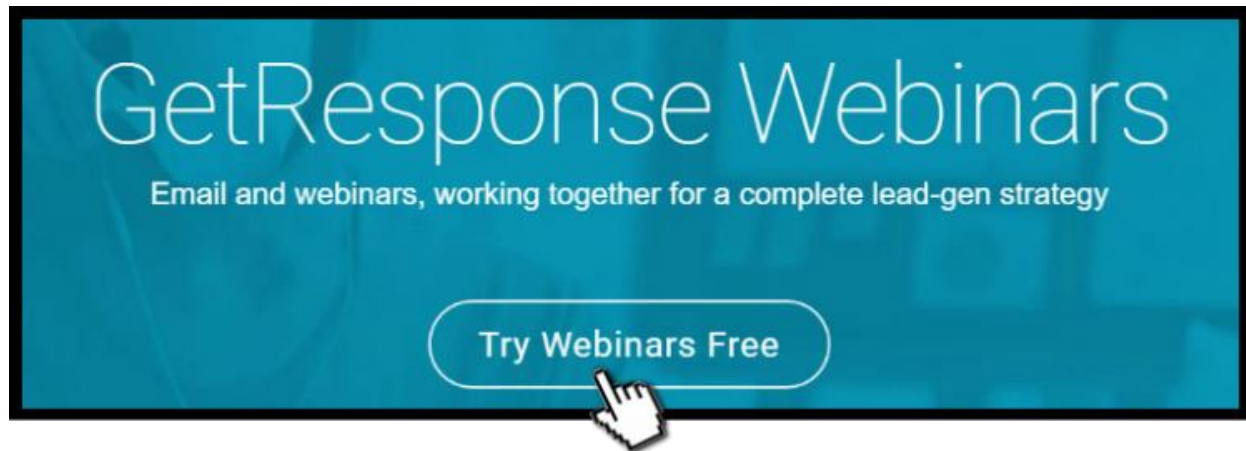 GetResponse Webinars
Email and webinars, working together for a complete lead-gen strategy
Try Webinars Free